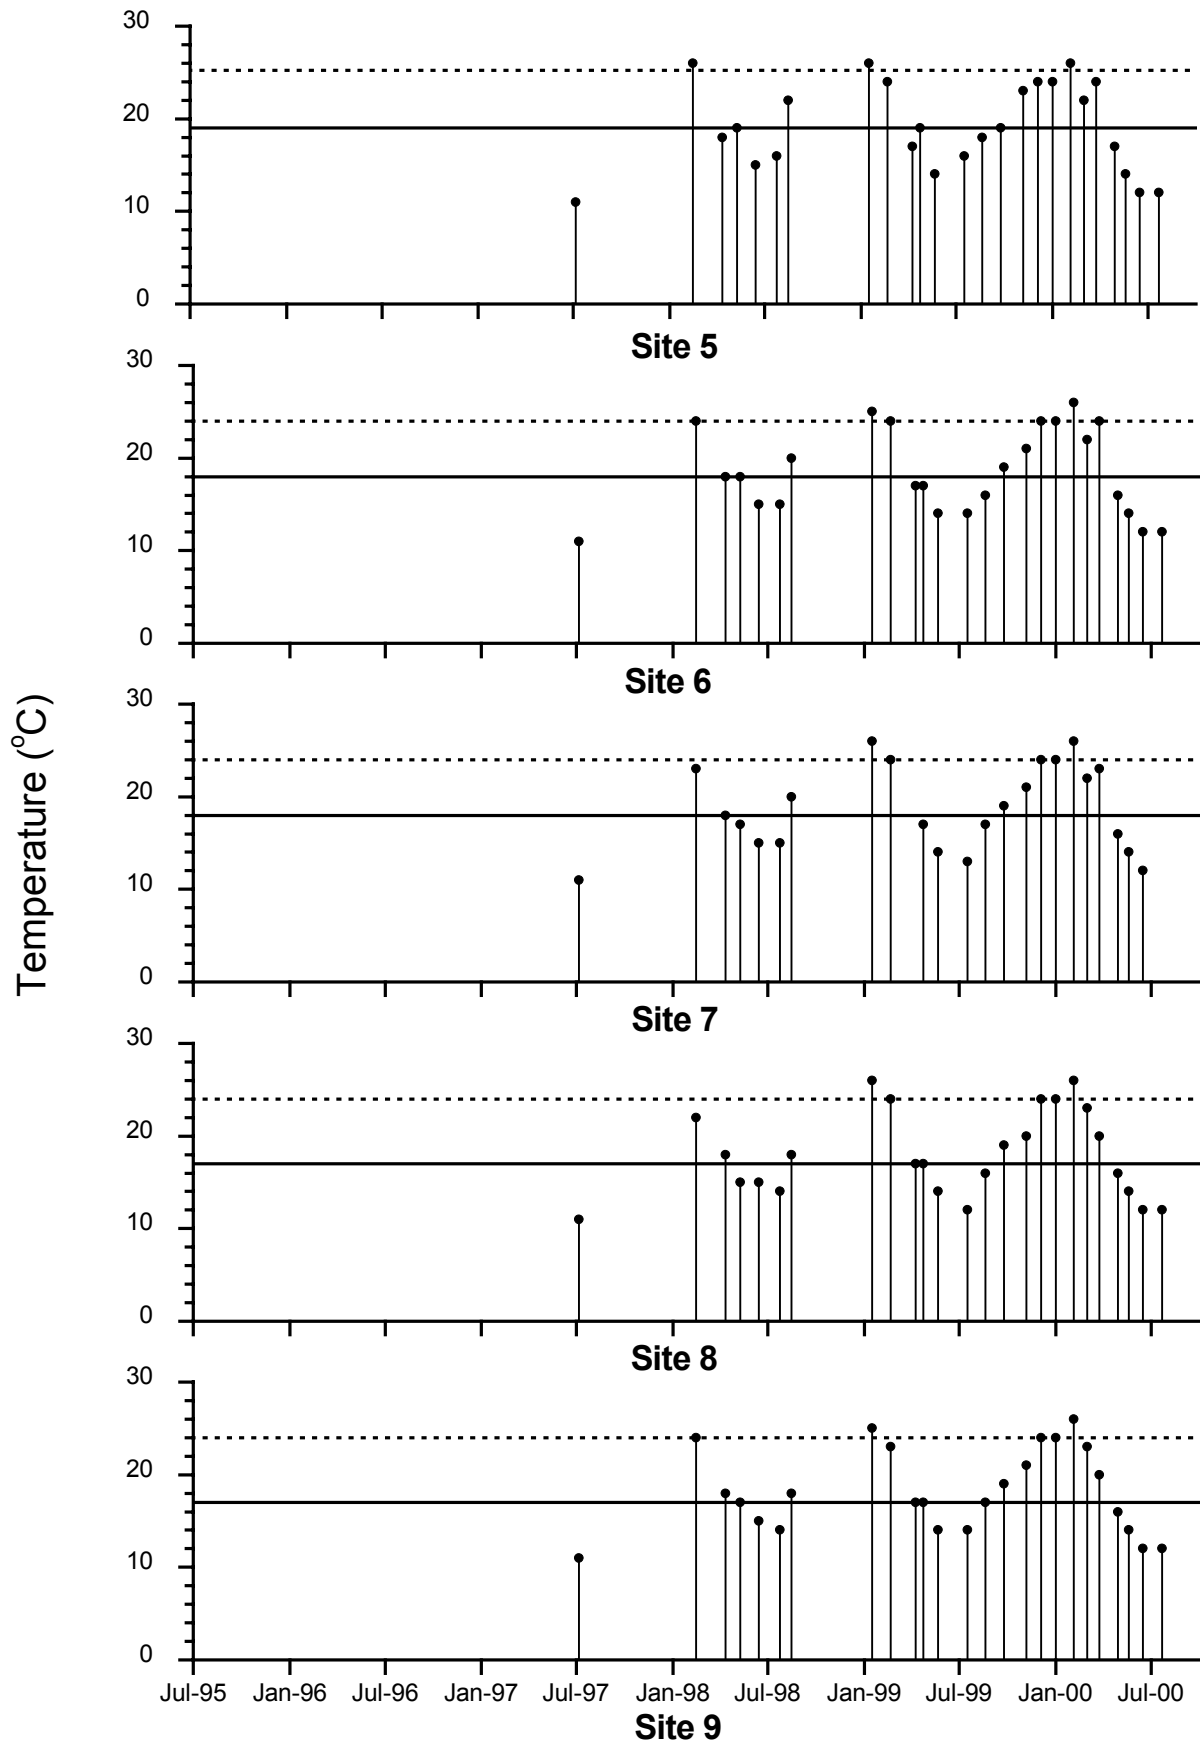 30
20
10
0
Site 5
30
20
10
0
Site 6
30
20
10
0
Site 7
30
20
10
0
Site 8
30
20
10
0
Jul-95 Jan-96 Jul-96 Jan-97 Jul-97 Jan-98 Jul-98 Jan-99 Jul-99 Jan-00 Jul-00
Site 9
Temperature (°C)